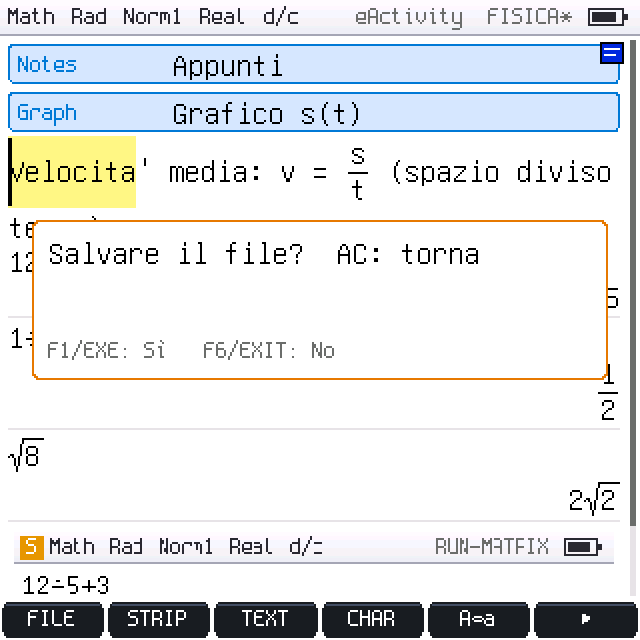 Math Rad Norm1 Real d/c eActivity FISICA*
Notes Appunti
Graph Grafico s(t)
Velocita' media: v = s/t (spazio diviso
Salvare il file? AC: torna
F1/EXE: Sì F6/EXIT: No
1/2
√8
2√2
S Math Rad Norm1 Real d/c RUN-MATFIX
12÷5+3
FILE STRIP TEXT CHAR A↔a ▶